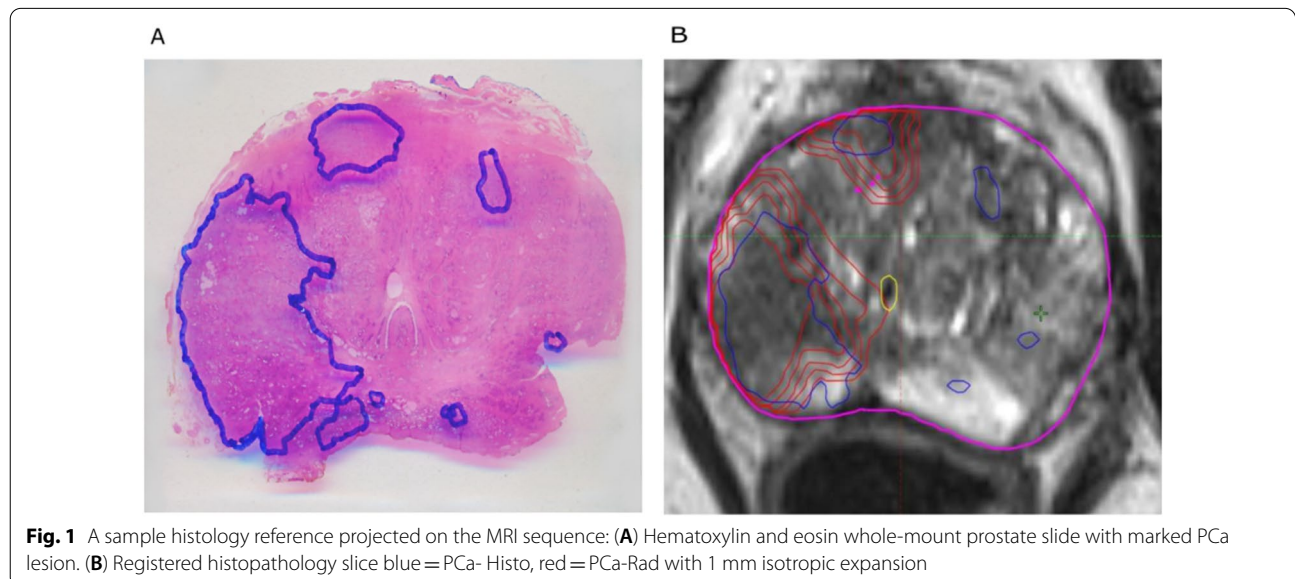 A
B
Fig. 1 A sample histology reference projected on the MRI sequence: (A) Hematoxylin and eosin whole-mount prostate slide with marked PCa
lesion. (B) Registered histopathology slice blue = PCa- Histo, red = PCa-Rad with 1 mm isotropic expansion